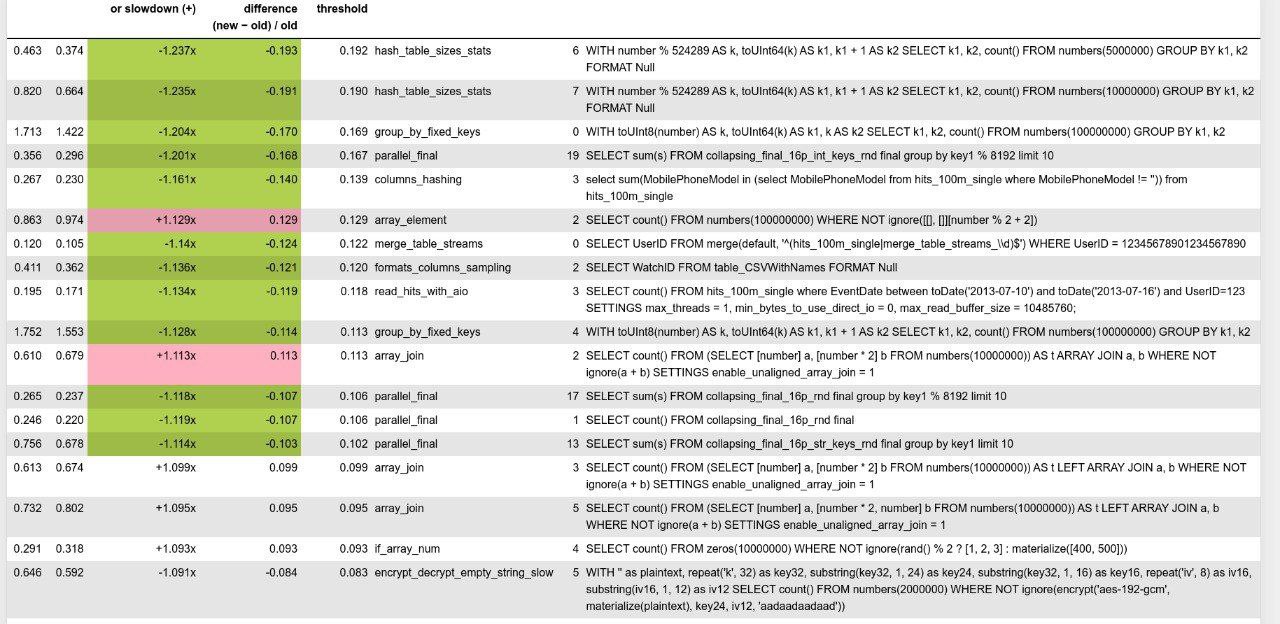 or slowdown (+) difference threshold
(new − old) / old
0.463 0.374 -1.237x -0.193 0.192 hash_table_sizes_stats 6 WITH number % 524289 AS k, toUInt64(k) AS k1, k1 + 1 AS k2 SELECT k1, k2, count() FROM numbers(5000000) GROUP BY k1, k2
FORMAT Null
0.820 0.664 -1.235x -0.191 0.190 hash_table_sizes_stats 7 WITH number % 524289 AS k, toUInt64(k) AS k1, k1 + 1 AS k2 SELECT k1, k2, count() FROM numbers(10000000) GROUP BY k1, k2
FORMAT Null
1.713 1.422 -1.204x -0.170 0.169 group_by_fixed_keys 0 WITH toUInt8(number) AS k, toUInt64(k) AS k1, k AS k2 SELECT k1, k2, count() FROM numbers(100000000) GROUP BY k1, k2
0.356 0.296 -1.201x -0.168 0.167 parallel_final 19 SELECT sum(s) FROM collapsing_final_16p_int_keys_rnd final group by key1 % 8192 limit 10
0.267 0.230 -1.161x -0.140 0.139 columns_hashing 3 select sum(MobilePhoneModel in (select MobilePhoneModel from hits_100m_single where MobilePhoneModel != '')) from
hits_100m_single
0.863 0.974 +1.129x 0.129 0.129 array_element 2 SELECT count() FROM numbers(100000000) WHERE NOT ignore([[], []][number % 2 + 2])
0.120 0.105 -1.14x -0.124 0.122 merge_table_streams 0 SELECT UserID FROM merge(default, '^(hits_100m_single|merge_table_streams_\\d)$') WHERE UserID = 12345678901234567890
0.411 0.362 -1.136x -0.121 0.120 formats_columns_sampling 2 SELECT WatchID FROM table_CSVWithNames FORMAT Null
0.195 0.171 -1.134x -0.119 0.118 read_hits_with_aio 3 SELECT count() FROM hits_100m_single where EventDate between toDate('2013-07-10') and toDate('2013-07-16') and UserID=123
SETTINGS max_threads = 1, min_bytes_to_use_direct_io = 0, max_read_buffer_size = 10485760;
1.752 1.553 -1.128x -0.114 0.113 group_by_fixed_keys 4 WITH toUInt8(number) AS k, toUInt64(k) AS k1, k1 + 1 AS k2 SELECT k1, k2, count() FROM numbers(100000000) GROUP BY k1, k2
0.610 0.679 +1.113x 0.113 0.113 array_join 2 SELECT count() FROM (SELECT [number] a, [number * 2] b FROM numbers(10000000)) AS t ARRAY JOIN a, b WHERE NOT
ignore(a + b) SETTINGS enable_unaligned_array_join = 1
0.265 0.237 -1.118x -0.107 0.106 parallel_final 17 SELECT sum(s) FROM collapsing_final_16p_rnd final group by key1 % 8192 limit 10
0.246 0.220 -1.119x -0.107 0.106 parallel_final 1 SELECT count() FROM collapsing_final_16p_rnd final
0.756 0.678 -1.114x -0.103 0.102 parallel_final 13 SELECT sum(s) FROM collapsing_final_16p_str_keys_rnd final group by key1 limit 10
0.613 0.674 +1.099x 0.099 0.099 array_join 3 SELECT count() FROM (SELECT [number] a, [number * 2] b FROM numbers(10000000)) AS t LEFT ARRAY JOIN a, b WHERE NOT
ignore(a + b) SETTINGS enable_unaligned_array_join = 1
0.732 0.802 +1.095x 0.095 0.095 array_join 5 SELECT count() FROM (SELECT [number] a, [number * 2, number] b FROM numbers(10000000)) AS t LEFT ARRAY JOIN a, b
WHERE NOT ignore(a + b) SETTINGS enable_unaligned_array_join = 1
0.291 0.318 +1.093x 0.093 0.093 if_array_num 4 SELECT count() FROM zeros(10000000) WHERE NOT ignore(rand() % 2 ? [1, 2, 3] : materialize([400, 500]))
0.646 0.592 -1.091x -0.084 0.083 encrypt_decrypt_empty_string_slow 5 WITH '' as plaintext, repeat('k', 32) as key32, substring(key32, 1, 24) as key24, substring(key32, 1, 16) as key16, repeat('iv', 8) as iv16,
substring(iv16, 1, 12) as iv12 SELECT count() FROM numbers(2000000) WHERE NOT ignore(encrypt('aes-192-gcm',
materialize(plaintext), key24, iv12, 'aadaadaadaad'))